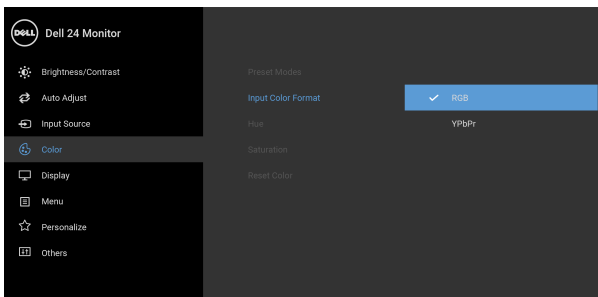 DELL Dell 24 Monitor
Brightness/Contrast
Auto Adjust
Input Source
Color
Display
Menu
Personalize
Others
Preset Modes
Input Color Format
Hue
Saturation
Reset Color
RGB
YPbPr